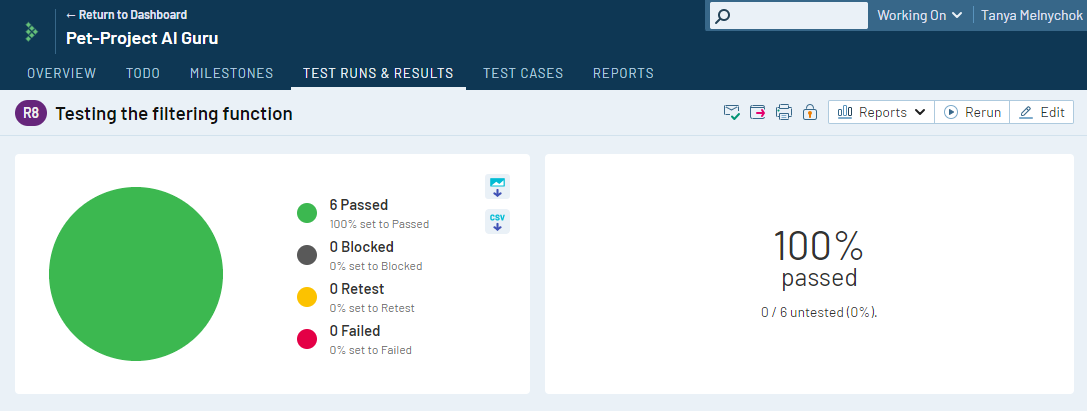 ← Return to Dashboard
Pet-Project AI Guru
Working On
Tanya Melnychok
OVERVIEW TODO MILESTONES TEST RUNS & RESULTS TEST CASES REPORTS
R8 Testing the filtering function
Reports Rerun Edit
6 Passed
100% set to Passed
0 Blocked
0% set to Blocked
0 Retest
0% set to Retest
0 Failed
0% set to Failed
CSV
100%
passed
0 / 6 untested (0%).